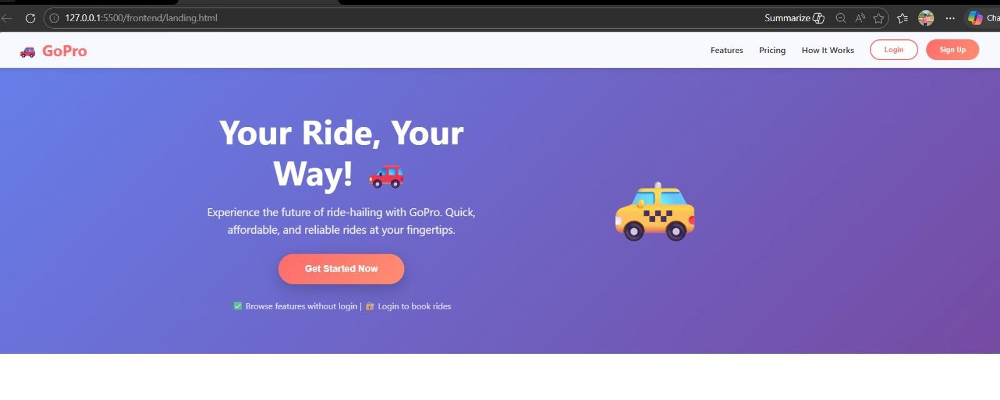 127.0.0.1:5500/frontend/landing.html
Summarize
GoPro
Features
Pricing
How It Works
Login
Sign Up
Your Ride, Your
Way!
Experience the future of ride-hailing with GoPro. Quick,
affordable, and reliable rides at your fingertips.
Get Started Now
Browse features without login | Login to book rides